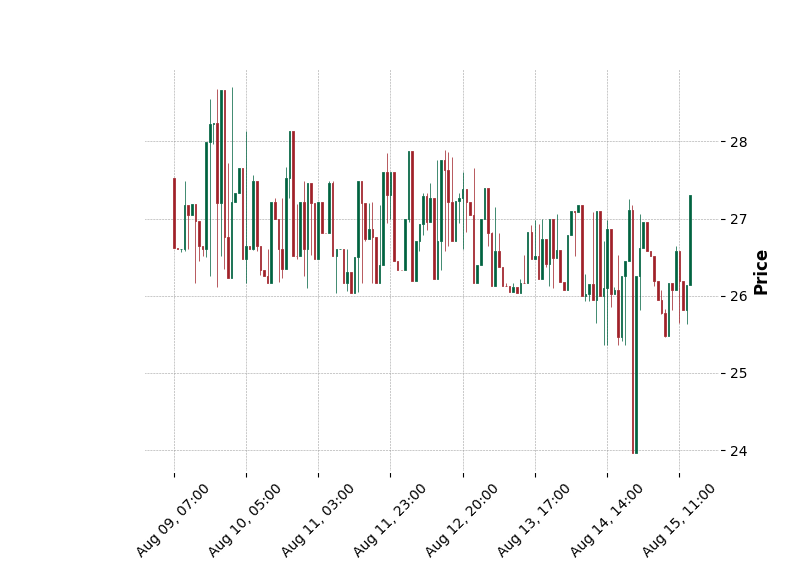 28
27
26
25
24
Price
Aug 09, 07:00
Aug 10, 05:00
Aug 11, 03:00
Aug 11, 23:00
Aug 12, 20:00
Aug 13, 17:00
Aug 14, 14:00
Aug 15, 11:00